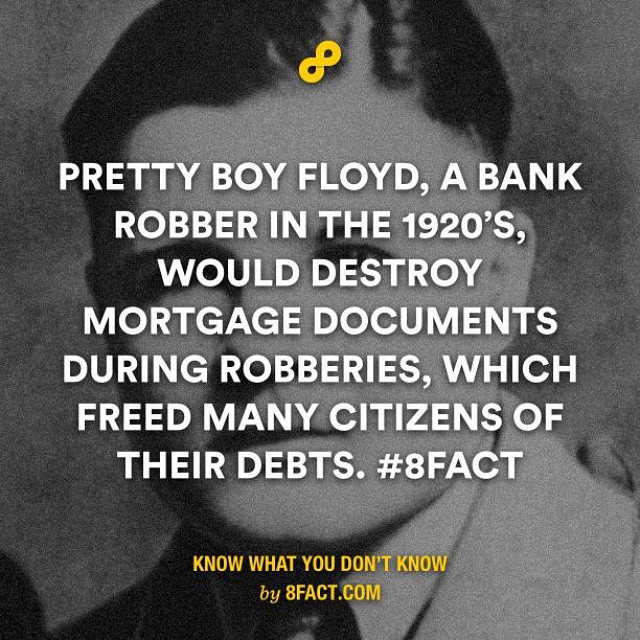 PRETTY BOY FLOYD, A BANK
ROBBER IN THE 1920'S,
WOULD DESTROY
MORTGAGE DOCUMENTS
DURING ROBBERIES, WHICH
FREED MANY CITIZENS OF
THEIR DEBTS. #8FACT
KNOW WHAT YOU DON'T KNOW
by 8FACT.COM